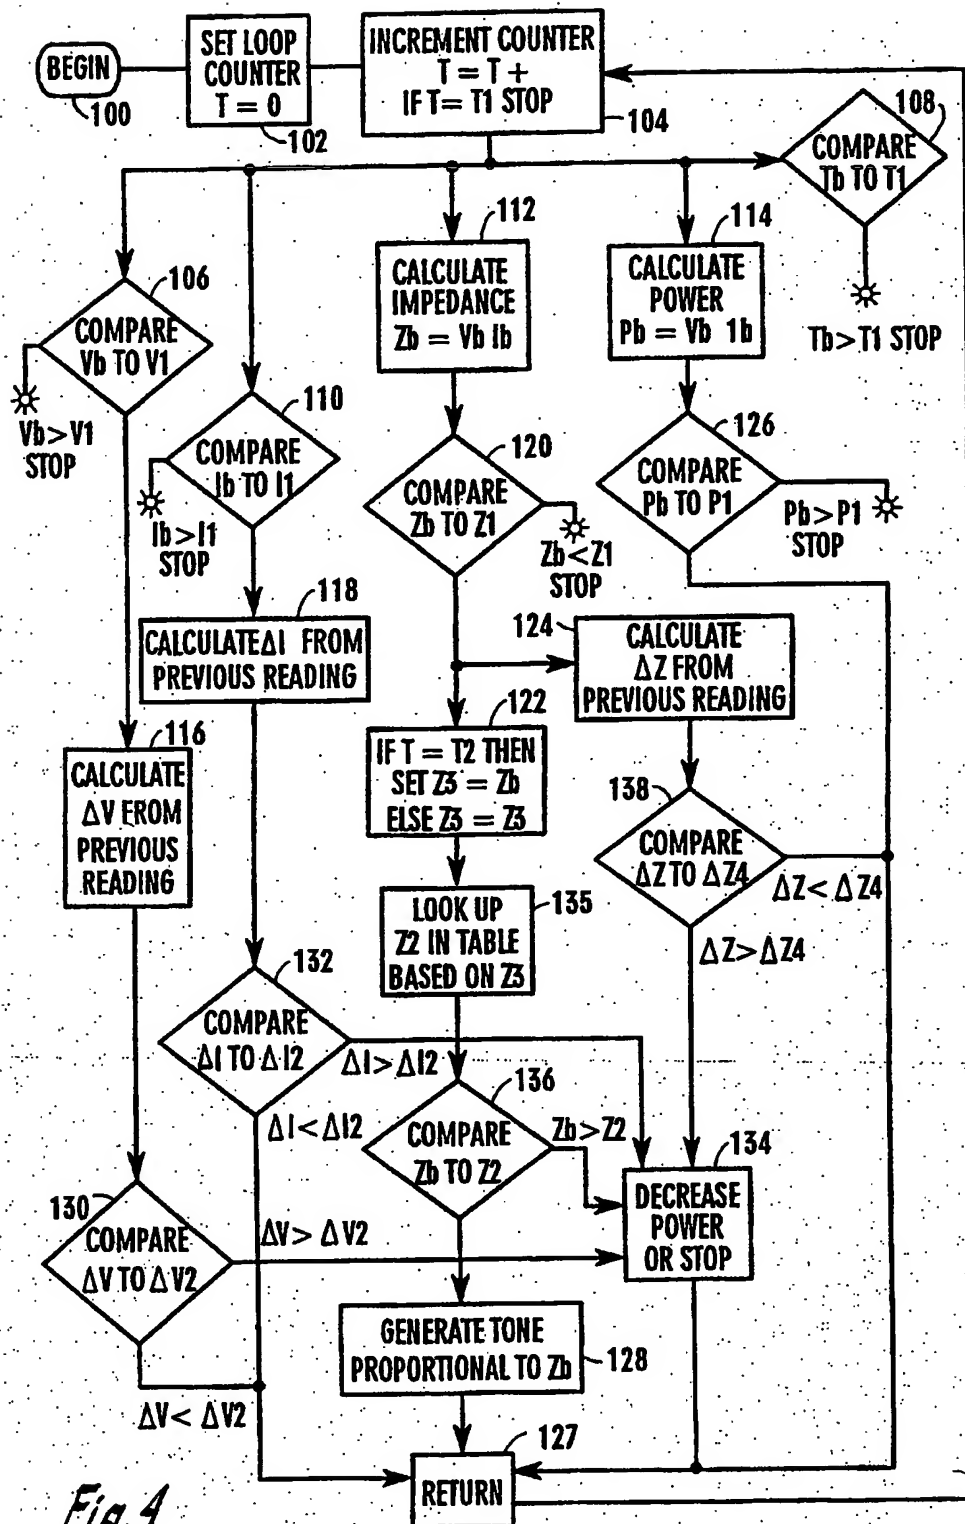 BEGIN
100
SET LOOP
COUNTER
T = 0
102
INCREMENT COUNTER
T = T +
IF T = T1 STOP
104
108
COMPARE
Tb TO T1
Tb>T1 STOP
106
COMPARE
Vb TO V1
Vb>V1
STOP
110
COMPARE
Ib TO I1
Ib>I1
STOP
112
CALCULATE
IMPEDANCE
Zb = Vb Ib
114
CALCULATE
POWER
Pb = Vb 1b
120
COMPARE
Zb TO Z1
Zb<Z1
STOP
126
COMPARE
Pb TO P1
Pb>P1
STOP
118
CALCULATE ΔI FROM
PREVIOUS READING
124
CALCULATE
ΔZ FROM
PREVIOUS READING
116
CALCULATE
ΔV FROM
PREVIOUS
READING
122
IF T = T2 THEN
SET Z3 = Zb
ELSE Z3 = Z3
138
COMPARE
ΔZ TO ΔZ4
ΔZ< ΔZ4
ΔZ>ΔZ4
135
LOOK UP
Z2 IN TABLE
BASED ON Z3
132
COMPARE
ΔI TO ΔI2
ΔI>ΔI2
ΔI<ΔI2
136
COMPARE
Zb TO Z2
Zb>Z2
134
DECREASE
POWER
OR STOP
130
COMPARE
ΔV TO ΔV2
ΔV> ΔV2
ΔV< ΔV2
GENERATE TONE
PROPORTIONAL TO Zb
128
127
RETURN
Fig. 4